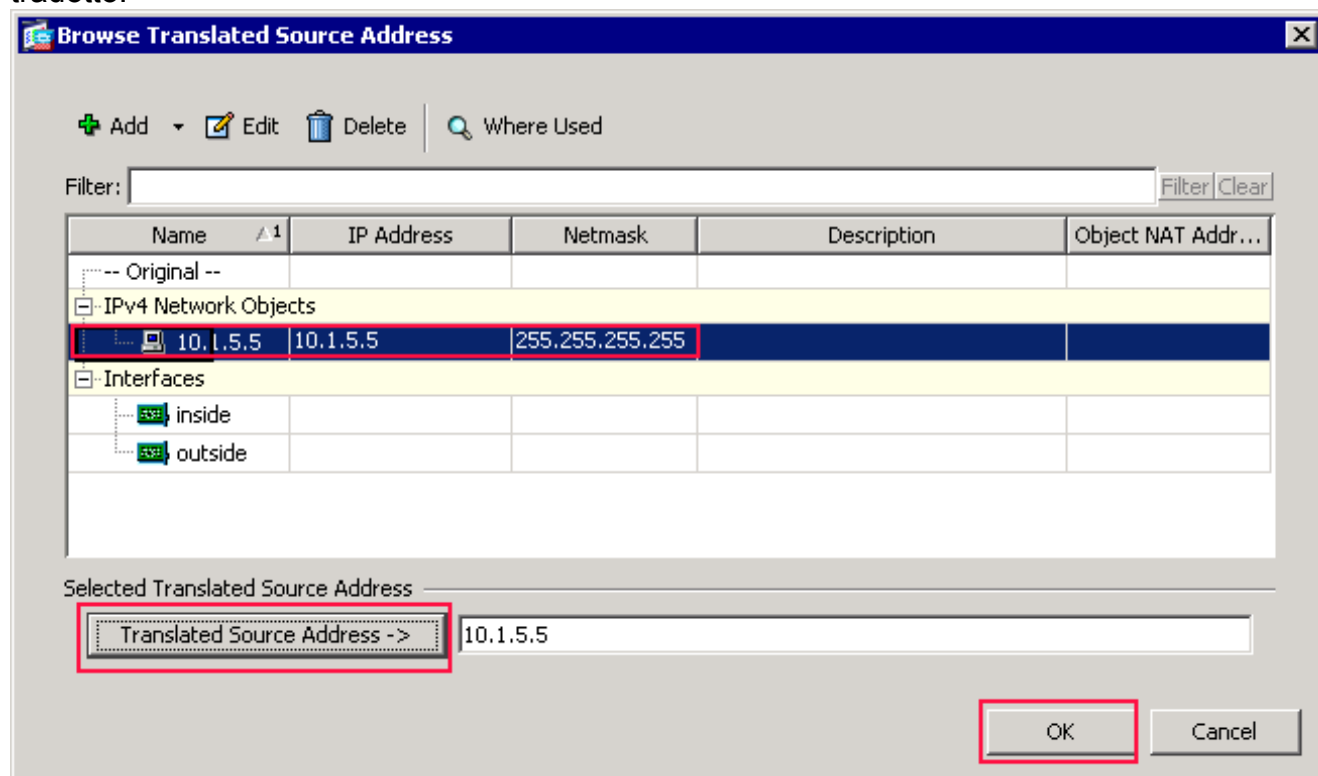 Browse Translated Source Address
Add Edit Delete Where Used
Filter: Filter Clear
Name 1 IP Address Netmask Description Object NAT Addr...
-- Original --
IPv4 Network Objects
10.1.5.5 10.1.5.5 255.255.255.255
Interfaces
inside
outside
Selected Translated Source Address
Translated Source Address -> 10.1.5.5
OK Cancel